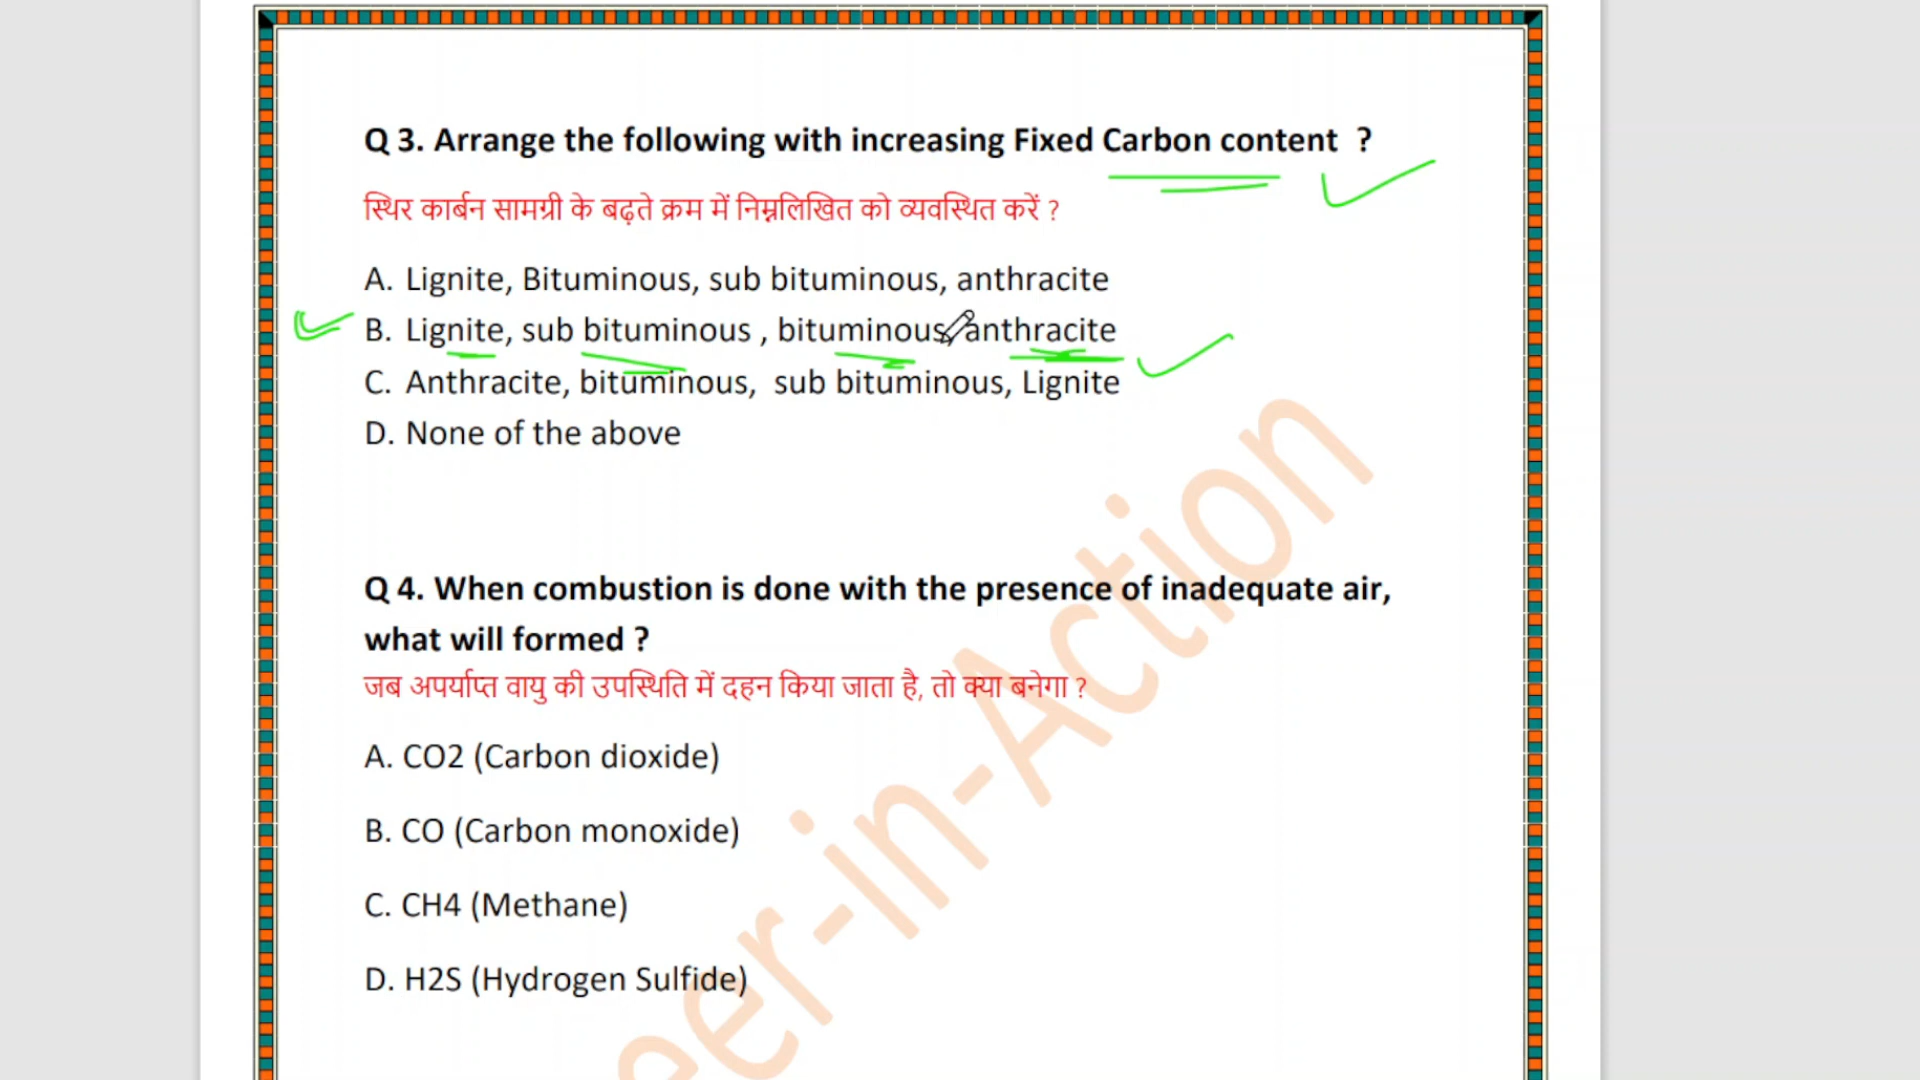 Q 3. Arrange the following with increasing Fixed Carbon content ?
स्थिर कार्बन सामग्री के बढ़ते क्रम में निम्नलिखित को व्यवस्थित करें ?
A. Lignite, Bituminous, sub bituminous, anthracite
B. Lignite, sub bituminous , bituminous, anthracite
C. Anthracite, bituminous, sub bituminous, Lignite
D. None of the above
Q 4. When combustion is done with the presence of inadequate air,
what will formed ?
जब अपर्याप्त वायु की उपस्थिति में दहन किया जाता है, तो क्या बनेगा ?
A. CO2 (Carbon dioxide)
B. CO (Carbon monoxide)
C. CH4 (Methane)
D. H2S (Hydrogen Sulfide)
eer-in-Action